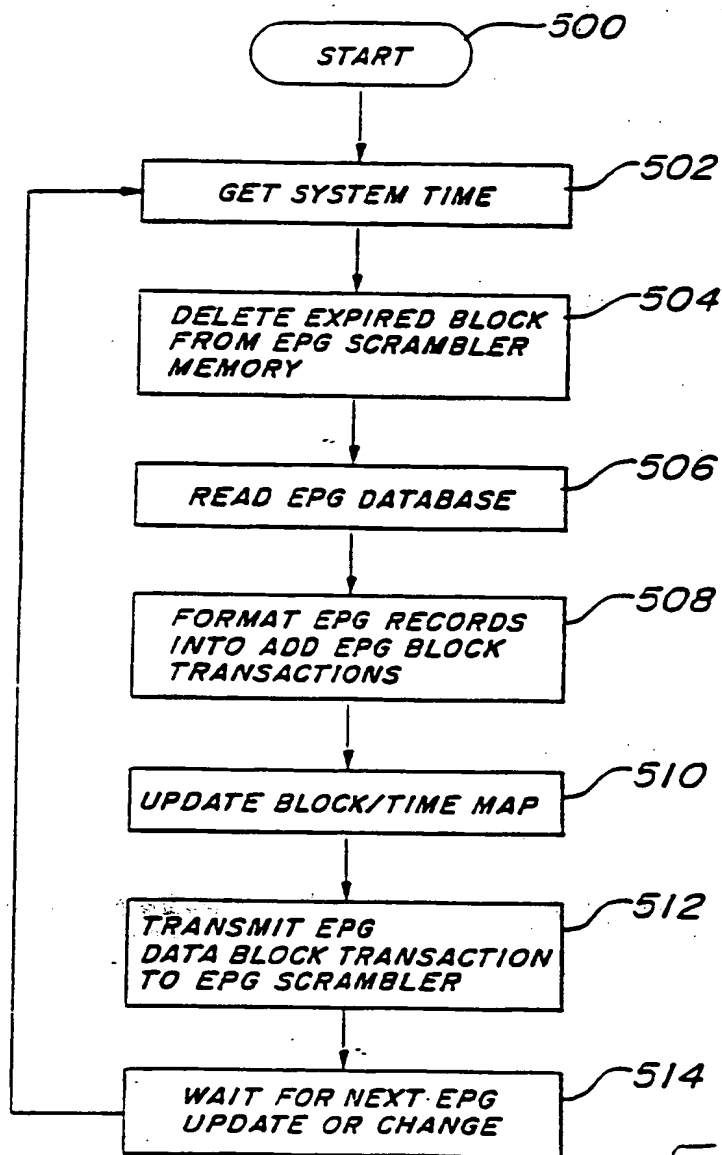 500
START
502
GET SYSTEM TIME
504
DELETE EXPIRED BLOCK
FROM EPG SCRAMBLER
MEMORY
506
READ EPG DATABASE
508
FORMAT EPG RECORDS
INTO ADD EPG BLOCK
TRANSACTIONS
510
UPDATE BLOCK/TIME MAP
512
TRANSMIT EPG
DATA BLOCK TRANSACTION
TO EPG SCRAMBLER
514
WAIT FOR NEXT EPG
UPDATE OR CHANGE